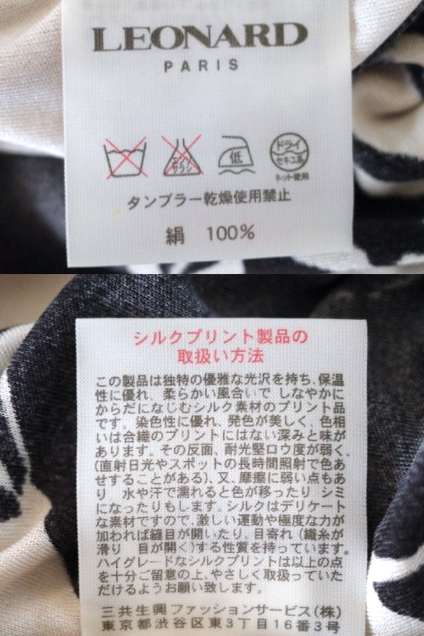 LEONARD
PARIS
エンソ
サラシ
低
ドライ
セキユ系
ネット使用
タンブラー乾燥使用禁止
絹 100%
シルクプリント製品の
取扱い方法
この製品は独特の優雅な光沢を持ち、保温
性に優れ、柔らかい風合いで しなやかに
からだになじむシルク素材のプリント品
です。染色性に優れ、発色が美しく、色相
いは合繊のプリントにはない深みと味が
あります。その反面、耐光堅ロウ度が弱く、
(直射日光やスポットの長時間照射で色あ
せすることがある)、又、摩擦に弱い点もあ
り 水や汗で濡れると色が移ったり シミ
になったりもします。シルクはデリケート
な素材ですので、激しい運動や極度な力が
加われば縫目が開いたり、目寄れ(織糸が
滑り 目が開く)する性質を持っています。
ハイグレードなシルクプリントは以上の点
を十分ご留意の上、やさしく取扱っていた
だけるようお願い致します。
三共生興ファッションサービス(株)
東京都渋谷区東3丁目16番3号